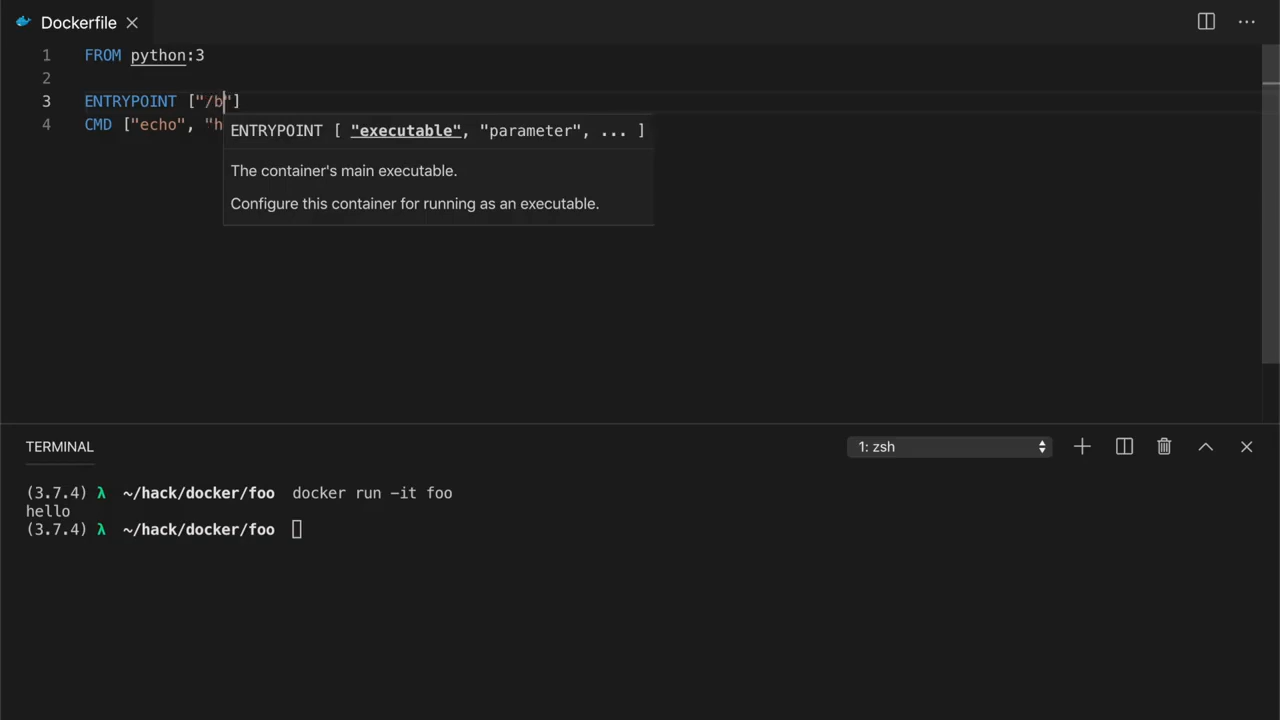 Dockerfile
1 FROM python:3
2
3 ENTRYPOINT ["/b"]
4 CMD ["echo", "h
ENTRYPOINT [ "executable", "parameter", ... ]
The container's main executable.
Configure this container for running as an executable.
TERMINAL
1: zsh
(3.7.4) λ ~/hack/docker/foo docker run -it foo
hello
(3.7.4) λ ~/hack/docker/foo